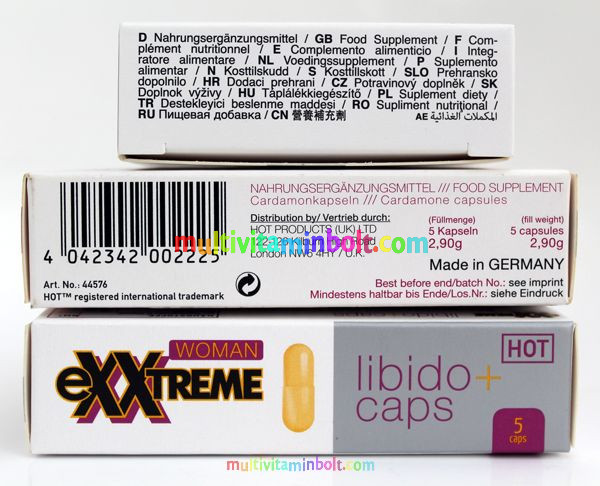 D Nahrungsergänzungsmittel / GB Food Supplement / F Com-
plément nutritionnel / E Complemento alimenticio / I Integ-
ratore alimentare / NL Voedingssupplement / P Suplemento
alimentar / N Kosttilskudd / S Kosttillskott / SLO Prehransko
dopolnilo / HR Dodaci prehrani / CZ Potravinový doplněk / SK
Doplnok výživy / HU Táplálékkiegészítő / PL Suplement diety /
TR Destekleyici beslenme maddesi / RO Supliment nutriţional /
RU Пищевая добавка / CN 營養補充劑 AE المكملات الغذائية
NAHRUNGSERGÄNZUNGSMITTEL /// FOOD SUPPLEMENT
Cardamonkapseln /// Cardamone capsules
Distribution by/ Vertrieb durch:
HOT PRODUCTS (UK) LTD
London NW6 4HY / U.K.
(Füllmenge) (fill weight)
5 Kapseln 5 capsules
2,90g 2,90g
multivitaminbolt.com
4 042342 002225
Made in GERMANY
Art. No.: 44576
HOT™ registered international trademark
Best before end/batch No.: see imprint
Mindestens haltbar bis Ende/Los.Nr.: siehe Eindruck
WOMAN
eXXTREME
libido+
caps
HOT
5
caps
multivitaminbolt.com